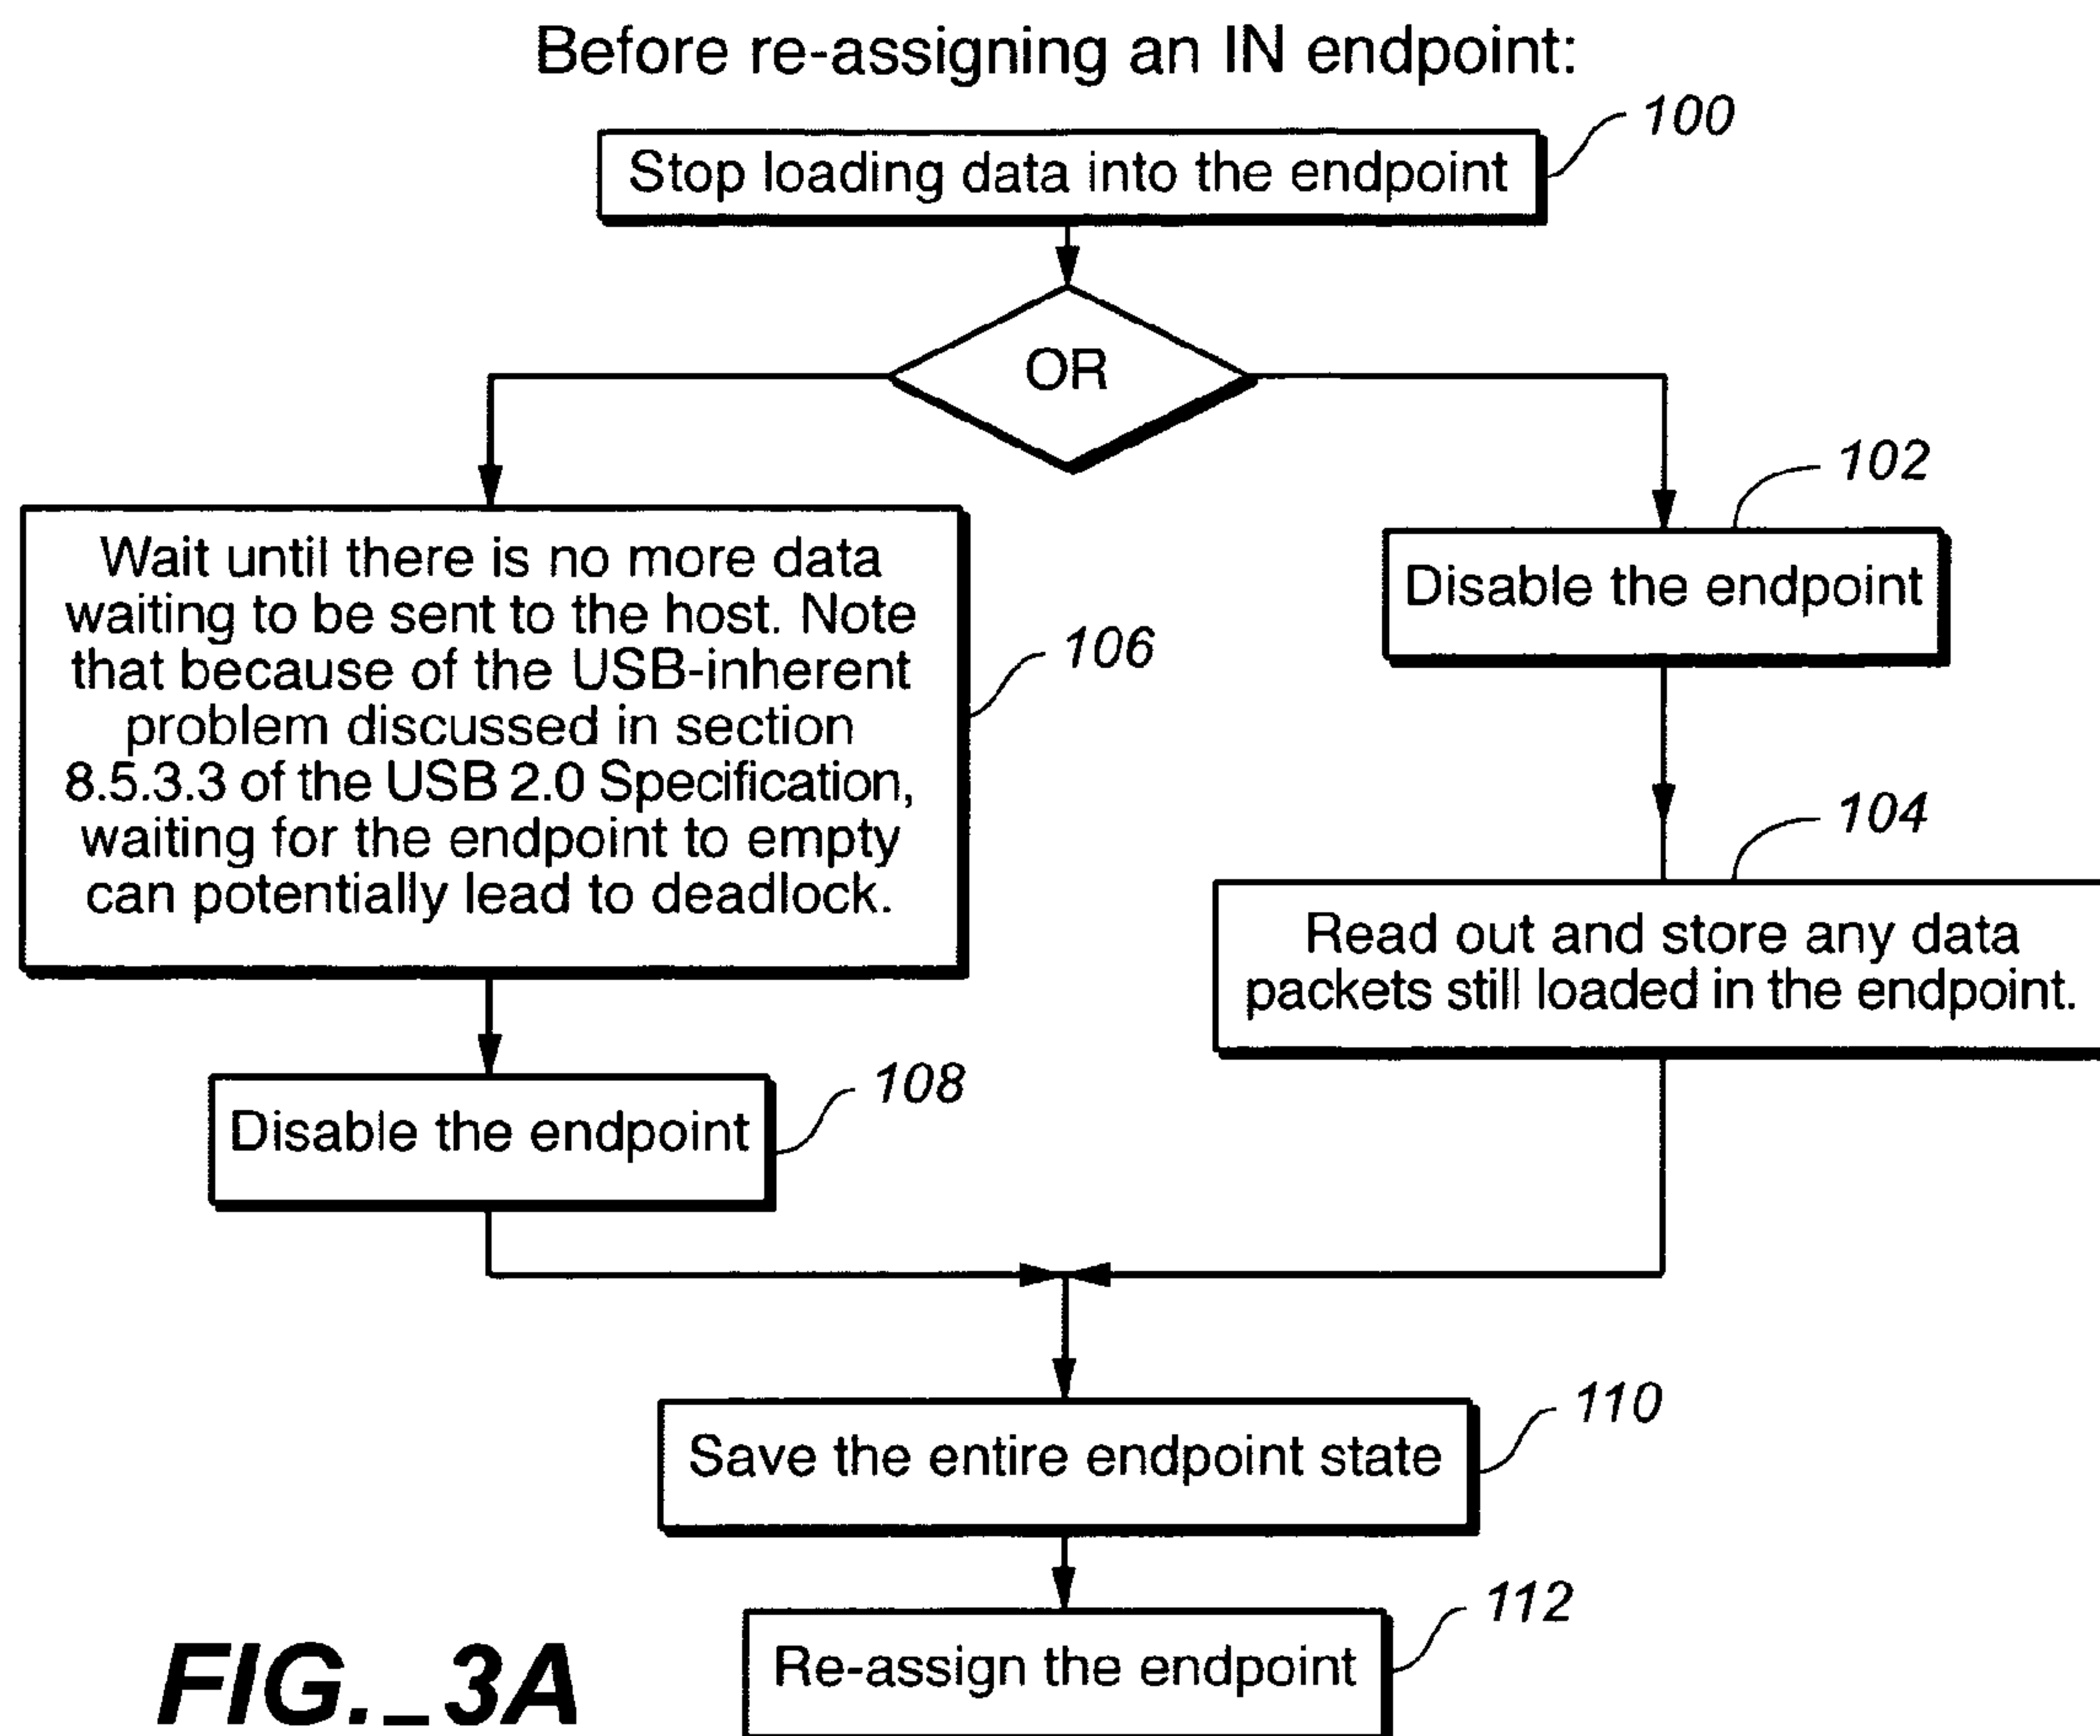 Before re-assigning an IN endpoint:
100
Stop loading data into the endpoint
OR
Wait until there is no more data
waiting to be sent to the host. Note
that because of the USB-inherent
problem discussed in section
8.5.3.3 of the USB 2.0 Specification,
waiting for the endpoint to empty
can potentially lead to deadlock.
106
102
Disable the endpoint
104
Read out and store any data
packets still loaded in the endpoint.
108
Disable the endpoint
110
Save the entire endpoint state
112
Re-assign the endpoint
FIG._3A